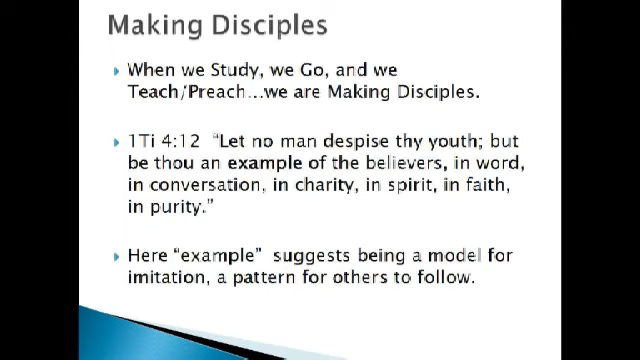 Making Disciples
When we Study, we Go, and we
Teach/Preach...we are Making Disciples.
1Ti 4:12 “Let no man despise thy youth; but
be thou an example of the believers, in word,
in conversation, in charity, in spirit, in faith,
in purity.”
Here “example” suggests being a model for
imitation, a pattern for others to follow.